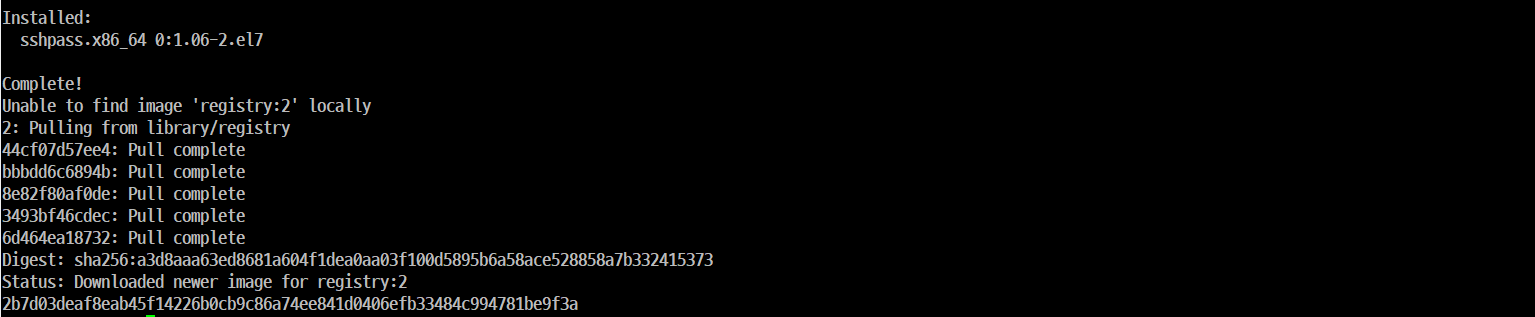 Installed:
  sshpass.x86_64 0:1.06-2.el7

Complete!
Unable to find image 'registry:2' locally
2: Pulling from library/registry
44cf07d57ee4: Pull complete
bbbdd6c6894b: Pull complete
8e82f80af0de: Pull complete
3493bf46cdec: Pull complete
6d464ea18732: Pull complete
Digest: sha256:a3d8aaa63ed8681a604f1dea0aa03f100d5895b6a58ace528858a7b332415373
Status: Downloaded newer image for registry:2
2b7d03deaf8eab45f14226b0cb9c86a74ee841d0406efb33484c994781be9f3a